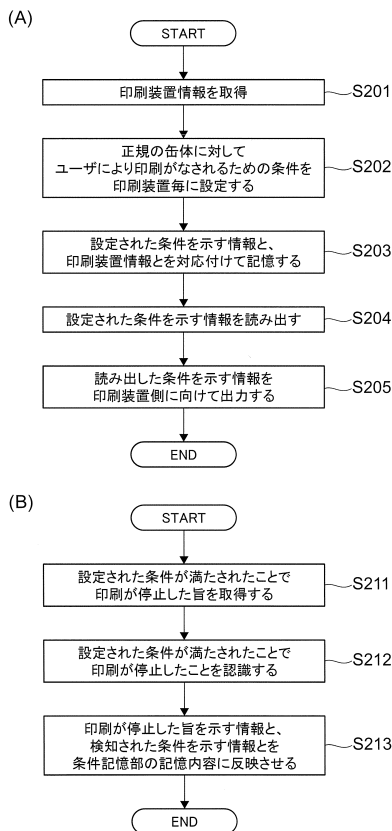 (A)
START
印刷装置情報を取得
S201
正規の缶体に対して
ユーザにより印刷がなされるための条件を
印刷装置毎に設定する
S202
設定された条件を示す情報と、
印刷装置情報とを対応付けて記憶する
S203
設定された条件を示す情報を読み出す
S204
読み出した条件を示す情報を
印刷装置側に向けて出力する
S205
END
(B)
START
設定された条件が満たされたことで
印刷が停止した旨を取得する
S211
設定された条件が満たされたことで
印刷が停止したことを認識する
S212
印刷が停止した旨を示す情報と、
検知された条件を示す情報とを
条件記憶部の記憶内容に反映させる
S213
END